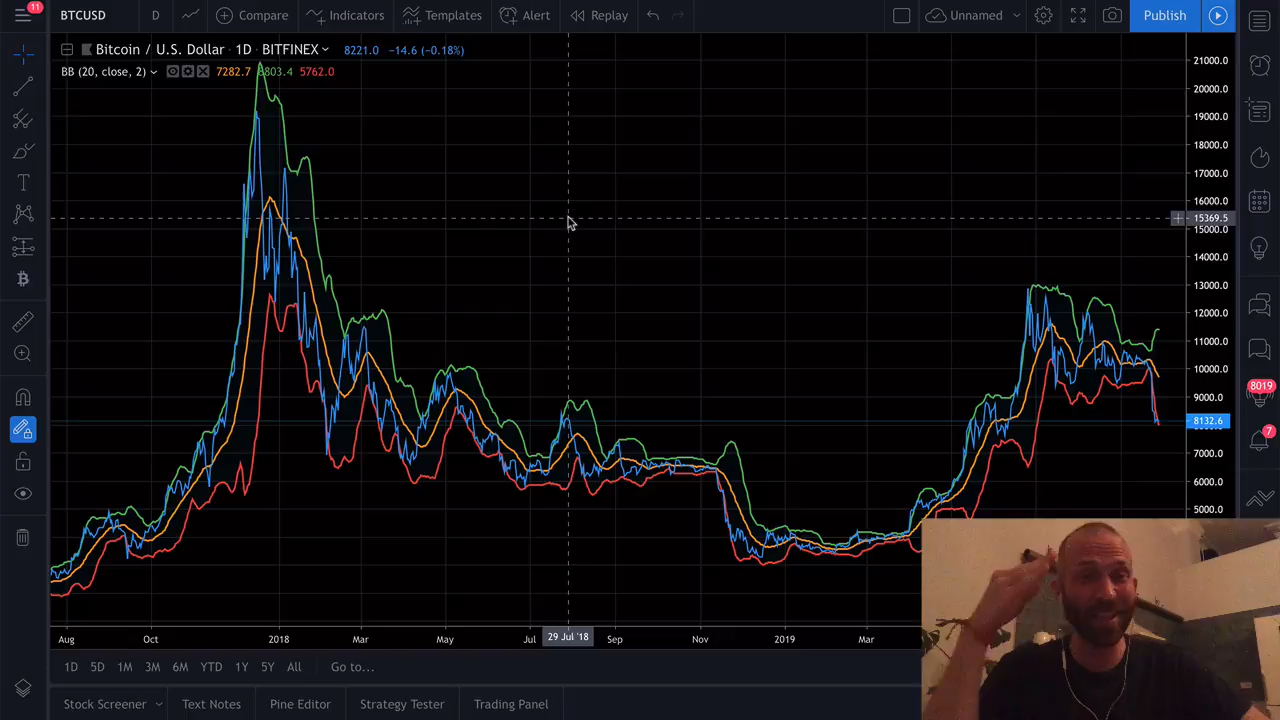 11
BTCUSD
D
Compare
Indicators
Templates
Alert
Replay
Unnamed
Publish
Bitcoin / U.S. Dollar · 1D · BITFINEX 8221.0 −14.6 (−0.18%)
BB (20, close, 2) 7282.7 8803.4 5762.0
21000.0
20000.0
19000.0
18000.0
17000.0
16000.0
15369.5
15000.0
14000.0
13000.0
12000.0
11000.0
10000.0
9000.0
8132.6
7000.0
6000.0
5000.0
8019
7
Aug Oct 2018 Mar May Jul 29 Jul '18 Sep Nov 2019 Mar
1D 5D 1M 3M 6M YTD 1Y 5Y All Go to...
Stock Screener Text Notes Pine Editor Strategy Tester Trading Panel